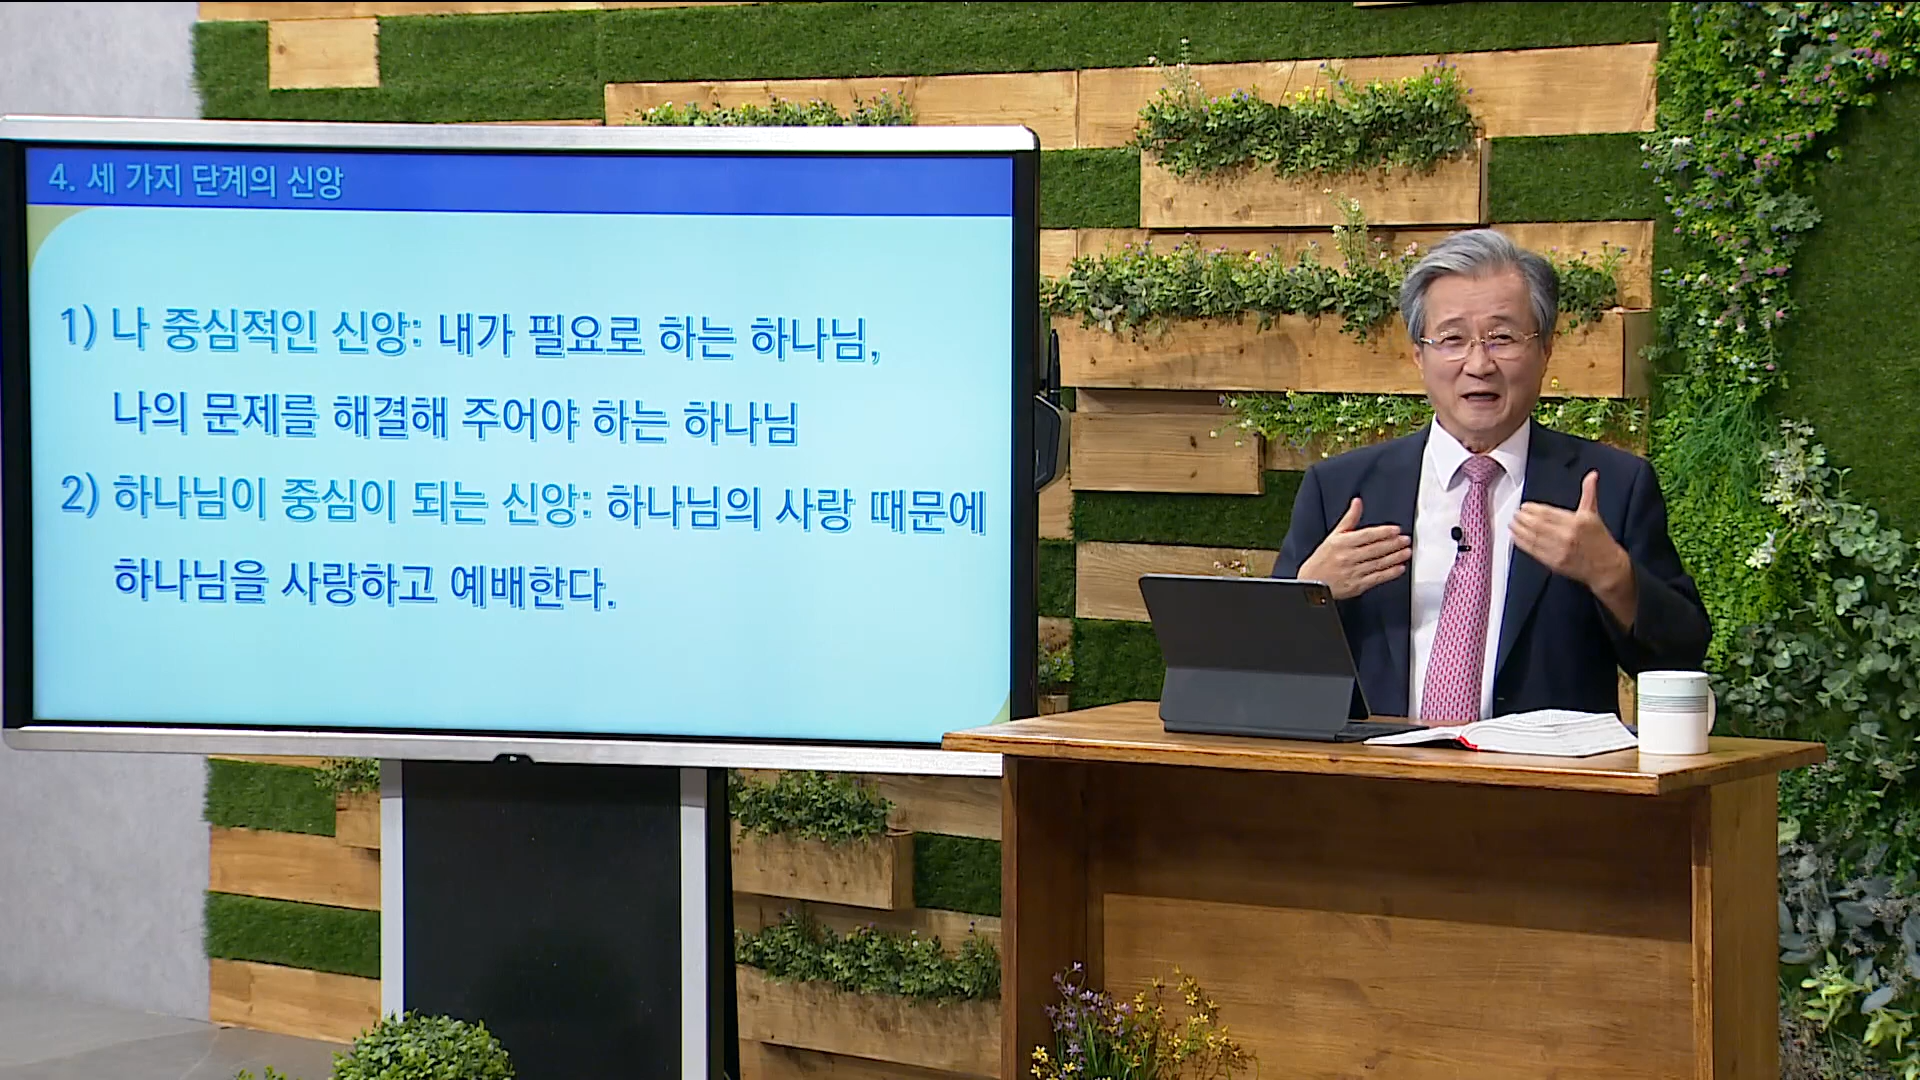 4. 세 가지 단계의 신앙
1) 나 중심적인 신앙: 내가 필요로 하는 하나님,
나의 문제를 해결해 주어야 하는 하나님
2) 하나님이 중심이 되는 신앙: 하나님의 사랑 때문에
하나님을 사랑하고 예배한다.